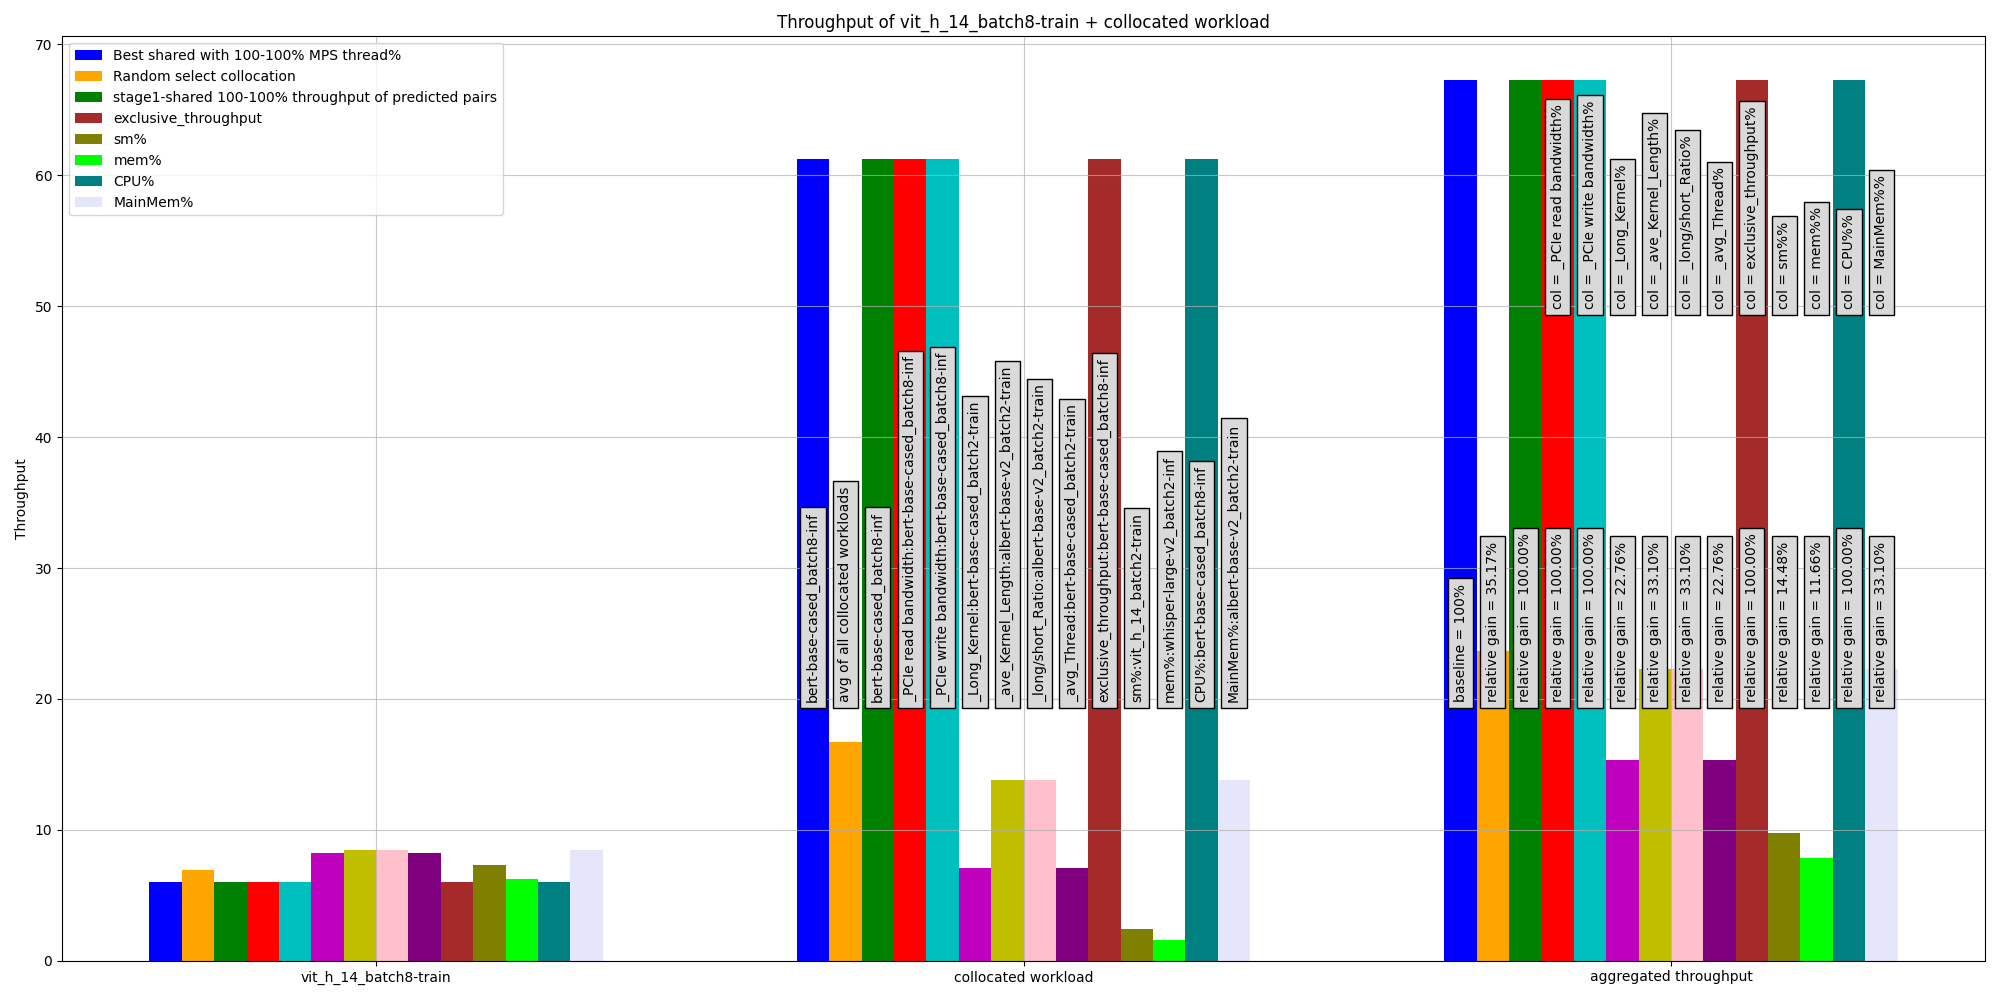 Throughput of vit_h_14_batch8-train + collocated workload
Best shared with 100-100% MPS thread%
Random select collocation
stage1-shared 100-100% throughput of predicted pairs
exclusive_throughput
sm%
mem%
CPU%
MainMem%
Throughput
70
60
50
40
30
20
10
0
bert-base-cased_batch8-inf
avg of all collocated workloads
bert-base-cased_batch8-inf
_PCIe read bandwidth:bert-base-cased_batch8-inf
_PCIe write bandwidth:bert-base-cased_batch8-inf
_Long_Kernel:bert-base-cased_batch2-train
_ave_Kernel_Length:albert-base-v2_batch2-train
_long/short_Ratio:albert-base-v2_batch2-train
_avg_Thread:bert-base-cased_batch2-train
exclusive_throughput:bert-base-cased_batch8-inf
sm%:vit_h_14_batch2-train
mem%:whisper-large-v2_batch2-inf
CPU%:bert-base-cased_batch8-inf
MainMem%:albert-base-v2_batch2-train
col = _PCIe read bandwidth%
col = _PCIe write bandwidth%
col = _Long_Kernel%
col = _ave_Kernel_Length%
col = _long/short_Ratio%
col = _avg_Thread%
col = exclusive_throughput%
col = sm%%
col = mem%%
col = CPU%%
col = MainMem%%
baseline = 100%
relative gain = 35.17%
relative gain = 100.00%
relative gain = 100.00%
relative gain = 100.00%
relative gain = 22.76%
relative gain = 33.10%
relative gain = 33.10%
relative gain = 22.76%
relative gain = 100.00%
relative gain = 14.48%
relative gain = 11.66%
relative gain = 100.00%
relative gain = 33.10%
vit_h_14_batch8-train
collocated workload
aggregated throughput